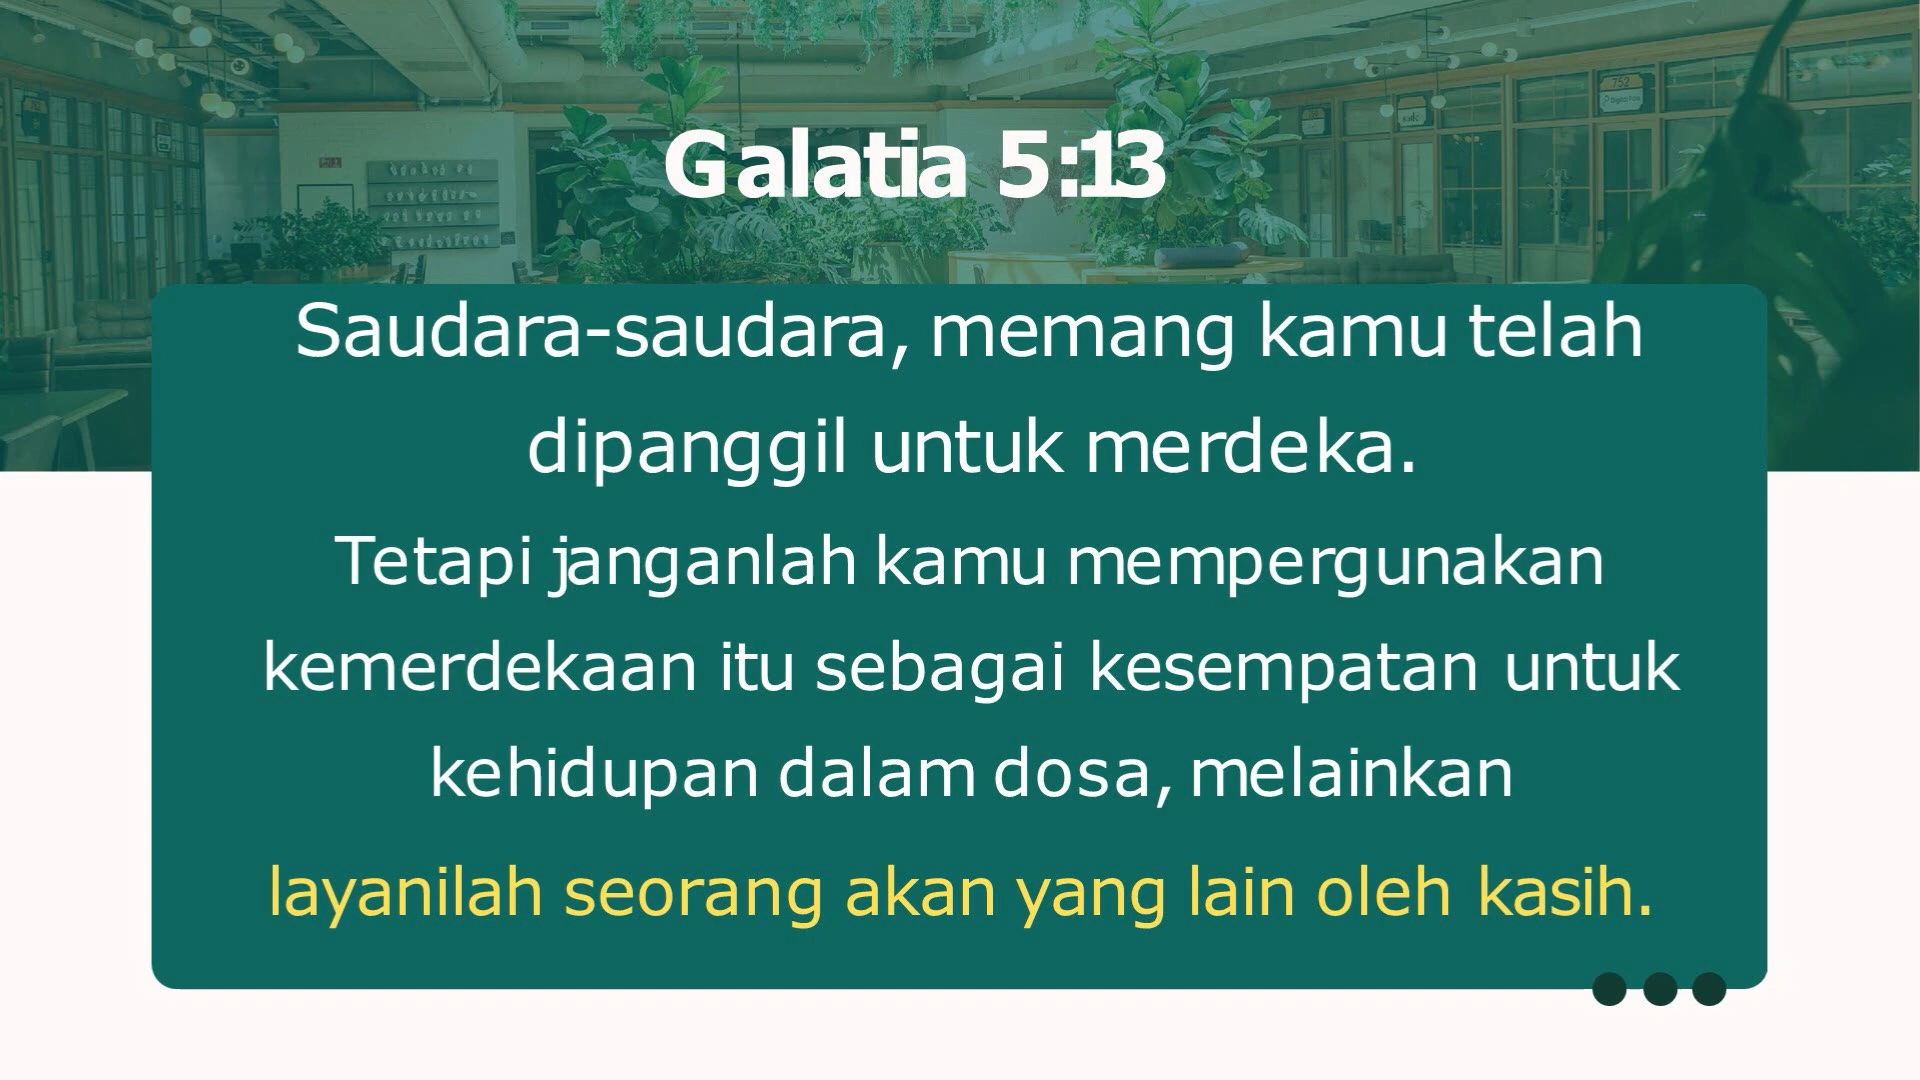 Galatia 5:13
Saudara-saudara, memang kamu telah
dipanggil untuk merdeka.
Tetapi janganlah kamu mempergunakan
kemerdekaan itu sebagai kesempatan untuk
kehidupan dalam dosa, melainkan
layanilah seorang akan yang lain oleh kasih.
752